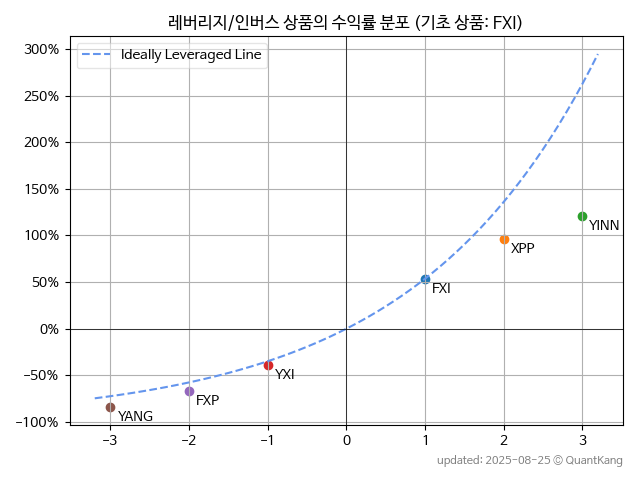 레버리지/인버스 상품의 수익률 분포 (기초 상품: FXI)
300%
Ideally Leveraged Line
250%
200%
150%
YINN
100%
XPP
50%
FXI
0%
YXI
−50%
FXP
YANG
−100%
−3 −2 −1 0 1 2 3
updated: 2025-08-25 © QuantKang